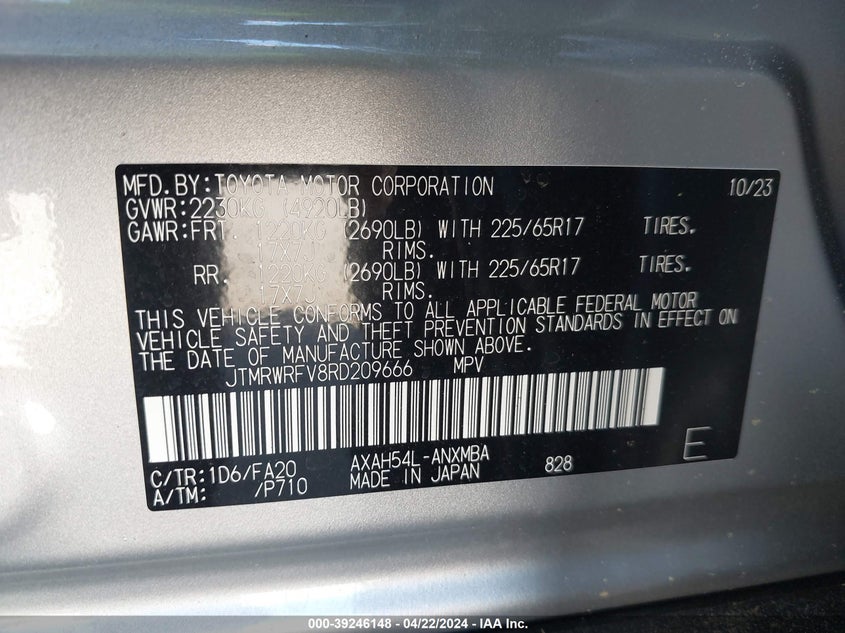 MFD.BY:TOYOTA MOTOR CORPORATION 10/23
GVWR:2230KG (4920LB)
GAWR:FRT. 1220KG (2690LB) WITH 225/65R17 TIRES.
17X7J RIMS.
RR. 1220KG (2690LB) WITH 225/65R17 TIRES.
17X7J RIMS.
THIS VEHICLE CONFORMS TO ALL APPLICABLE FEDERAL MOTOR
VEHICLE SAFETY AND THEFT PREVENTION STANDARDS IN EFFECT ON
THE DATE OF MANUFACTURE SHOWN ABOVE.
JTMRWRFV8RD209666 MPV
C/TR:1D6/FA20 AXAH54L-ANXMBA 828 E
A/TM: /P710 MADE IN JAPAN
000-39246148 - 04/22/2024 - IAA Inc.